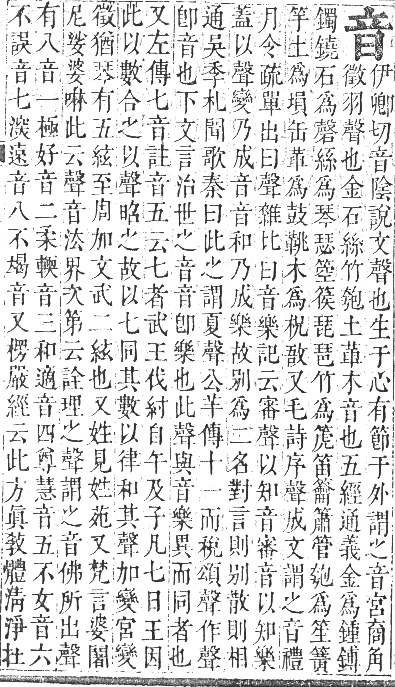 音伊卿切音陰說文聲也生于心有節于外謂之音宮商角
徵羽聲也金石絲竹匏土革木音也五經通義金爲鍾鎛
鐲鐃石爲磬絲爲琴瑟箜篌琵琶竹爲箎笛籥簫管匏爲笙簧
竽土爲塤缶革爲鼓鞉木爲柷敔又毛詩序聲成文謂之音禮
月令疏單出曰聲雜比曰音樂記云審聲以知音審音以知樂
蓋以聲變乃成音音和乃成樂故别爲二名對言則别散則相
通吳季札聞歌秦曰此之謂夏聲公羊傳十一而稅頌聲作聲
卽音也下文言治世之音音卽樂也此聲與音樂異而同者也
又左傳七音註音五云七者武王伐紂自午及子凡七日王因
此以數合之以聲昭之故以七同其數以律和其聲加變宮變
徵猶琴有五絃至周加文武二絃也又姓見姓苑又梵言婆闍
尼娑婆啉此云聲音法界次第云詮理之聲謂之音佛所出聲
有八音一極好音二柔輭音三和適音四尊慧音五不女音六
不誤音七深遠音八不竭音又楞嚴經云此方眞敎體清淨在